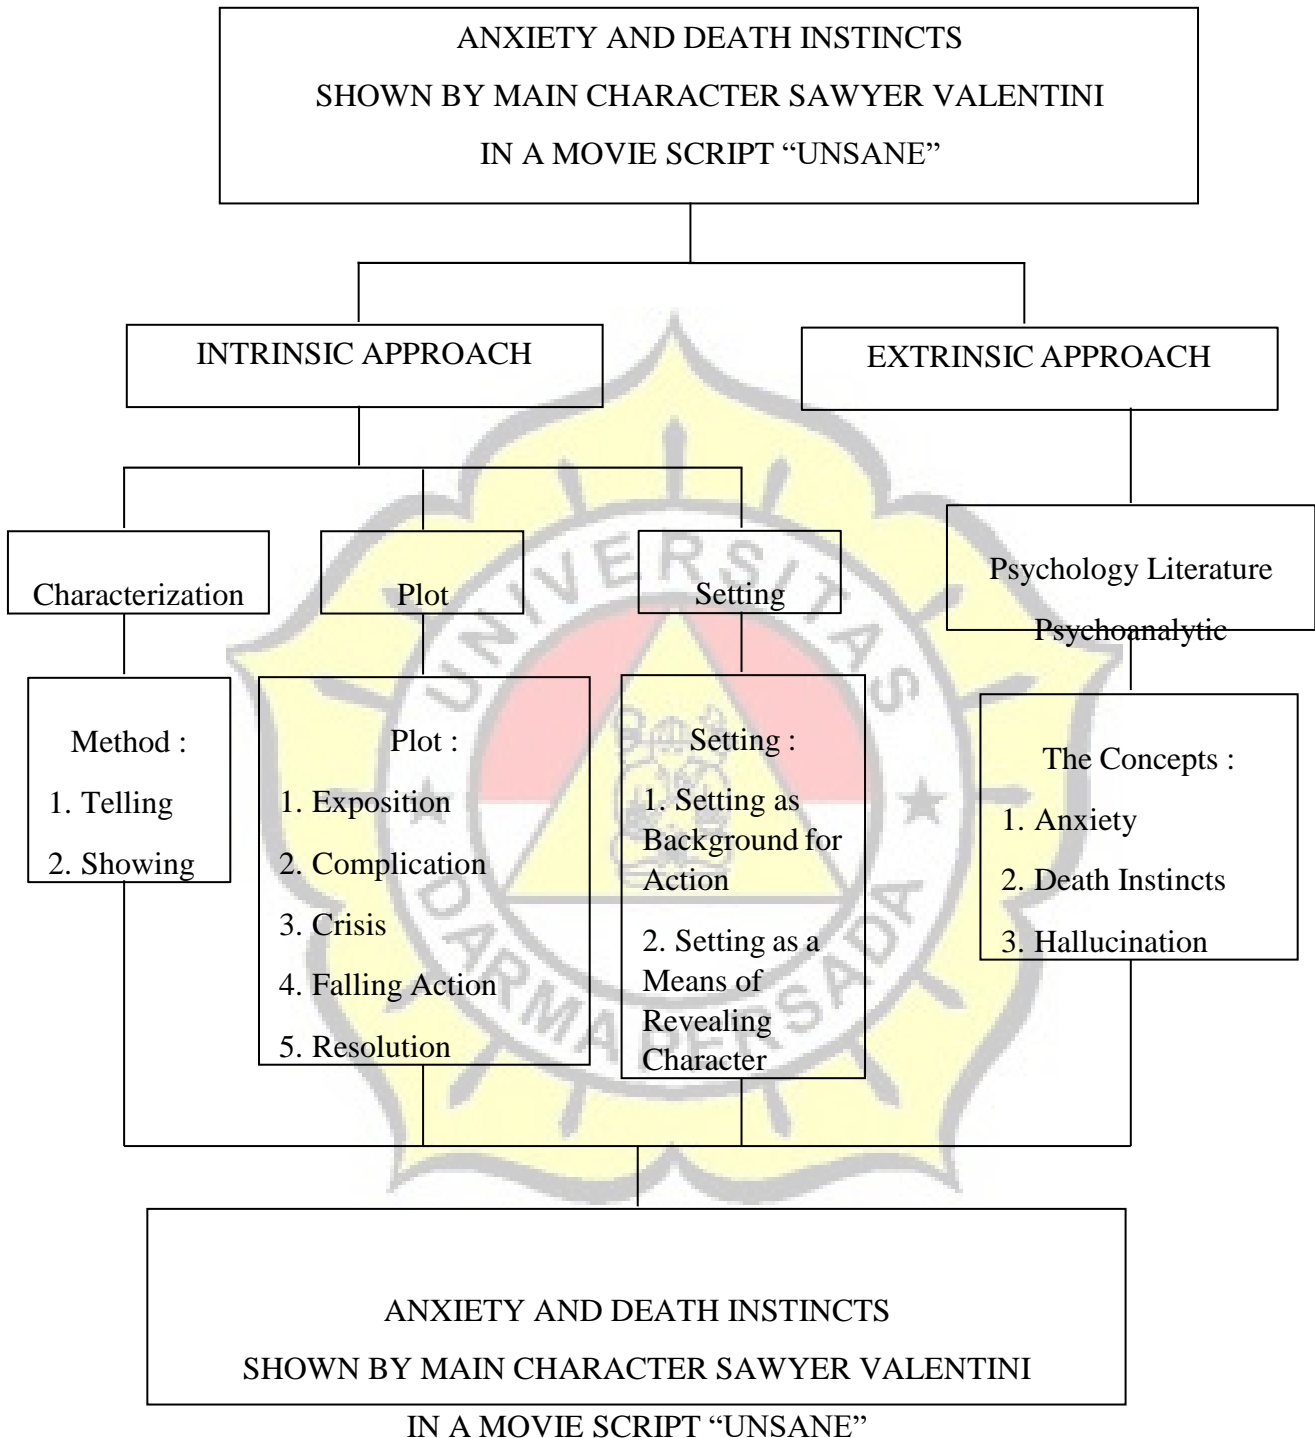 ANXIETY AND DEATH INSTINCTS
SHOWN BY MAIN CHARACTER SAWYER VALENTINI
IN A MOVIE SCRIPT “UNSANE”
INTRINSIC APPROACH
EXTRINSIC APPROACH
Characterization
Plot
Setting
Psychology Literature
Psychoanalytic
Method :
1. Telling
2. Showing
Plot :
1. Exposition
2. Complication
3. Crisis
4. Falling Action
5. Resolution
Setting :
1. Setting as
Background for
Action
2. Setting as a
Means of
Revealing
Character
The Concepts :
1. Anxiety
2. Death Instincts
3. Hallucination
UNIVERSITAS
DARMA PERSADA
ANXIETY AND DEATH INSTINCTS
SHOWN BY MAIN CHARACTER SAWYER VALENTINI
IN A MOVIE SCRIPT “UNSANE”